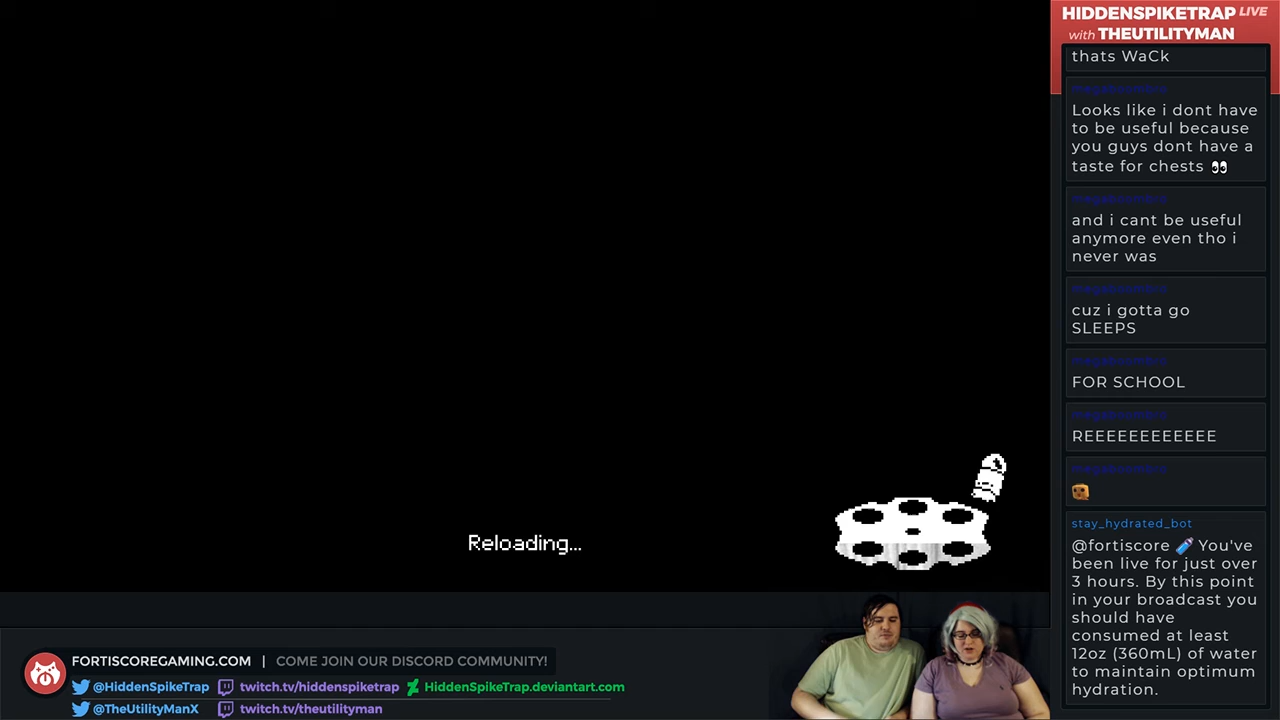 HIDDENSPIKETRAP LIVE
with THEUTILITYMAN
thats WaCk
Looks like i dont have
to be useful because
you guys dont have a
taste for chests 👀
and i cant be useful
anymore even tho i
never was
cuz i gotta go
SLEEPS
FOR SCHOOL
REEEEEEEEEEEE
stay_hydrated_bot
@fortiscore You've
been live for just over
3 hours. By this point
in your broadcast you
should have
consumed at least
12oz (360mL) of water
to maintain optimum
hydration.
Reloading...
FORTISCOREGAMING.COM | COME JOIN OUR DISCORD COMMUNITY!
@HiddenSpikeTrap twitch.tv/hiddenspiketrap HiddenSpikeTrap.deviantart.com
@TheUtilityManX twitch.tv/theutilityman